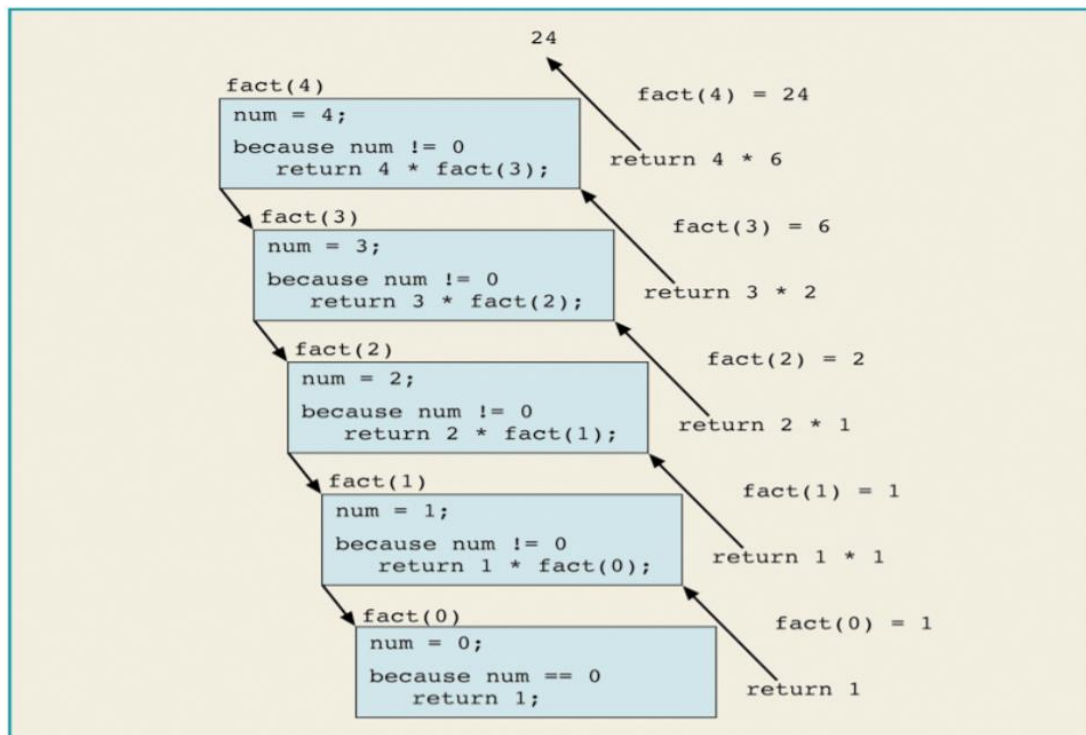 24
fact(4)
fact(4) = 24
num = 4;
because num != 0
return 4 * fact(3);
return 4 * 6
fact(3)
fact(3) = 6
num = 3;
because num != 0
return 3 * fact(2);
return 3 * 2
fact(2)
fact(2) = 2
num = 2;
because num != 0
return 2 * fact(1);
return 2 * 1
fact(1)
fact(1) = 1
num = 1;
because num != 0
return 1 * fact(0);
return 1 * 1
fact(0)
fact(0) = 1
num = 0;
because num == 0
return 1;
return 1